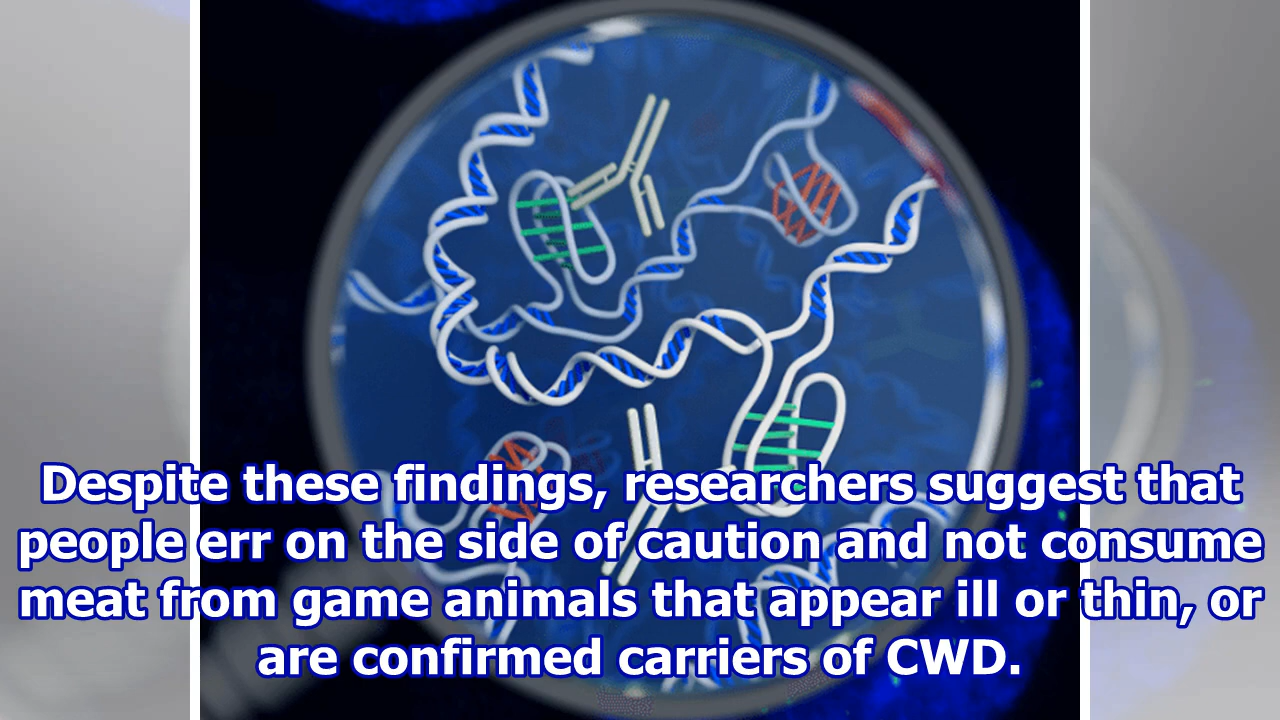 Despite these findings, researchers suggest that
people err on the side of caution and not consume
meat from game animals that appear ill or thin, or
are confirmed carriers of CWD.